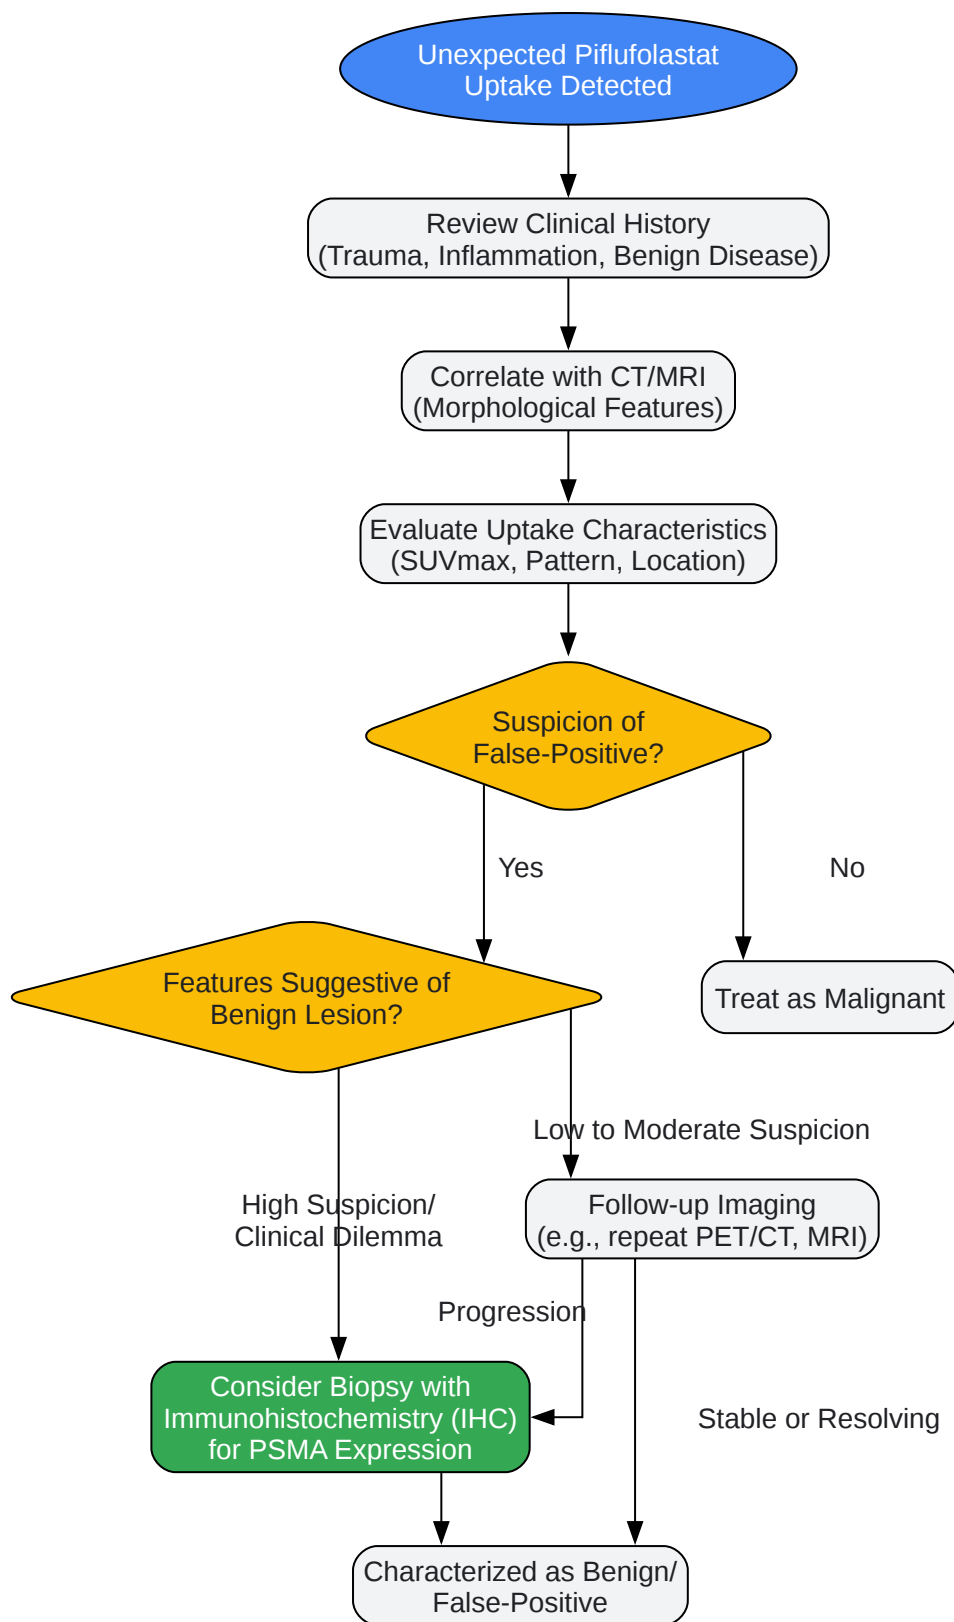 Unexpected Piflufolastat
Uptake Detected
Review Clinical History
(Trauma, Inflammation, Benign Disease)
Correlate with CT/MRI
(Morphological Features)
Evaluate Uptake Characteristics
(SUVmax, Pattern, Location)
Suspicion of
False-Positive?
Yes
No
Features Suggestive of
Benign Lesion?
Treat as Malignant
Low to Moderate Suspicion
High Suspicion/
Clinical Dilemma
Follow-up Imaging
(e.g., repeat PET/CT, MRI)
Progression
Consider Biopsy with
Immunohistochemistry (IHC)
for PSMA Expression
Stable or Resolving
Characterized as Benign/
False-Positive